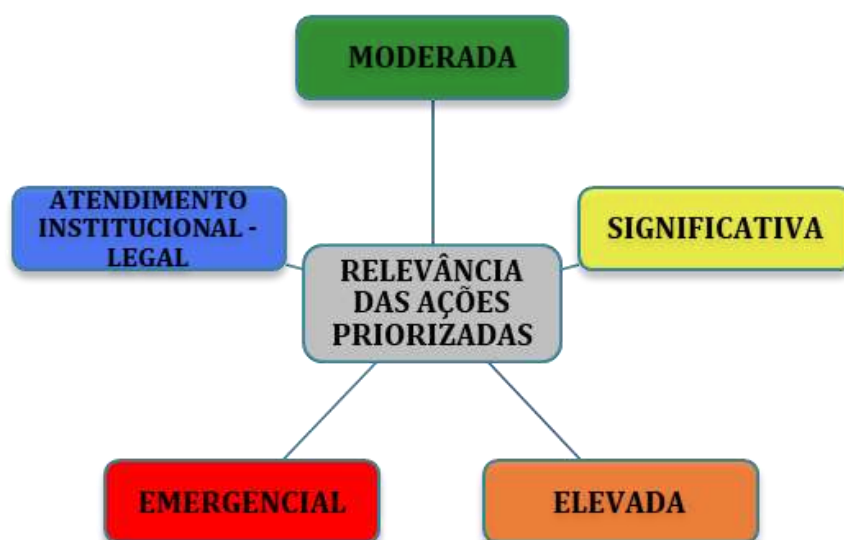 MODERADA
ATENDIMENTO
INSTITUCIONAL -
LEGAL
SIGNIFICATIVA
RELEVÂNCIA
DAS AÇÕES
PRIORIZADAS
EMERGENCIAL
ELEVADA